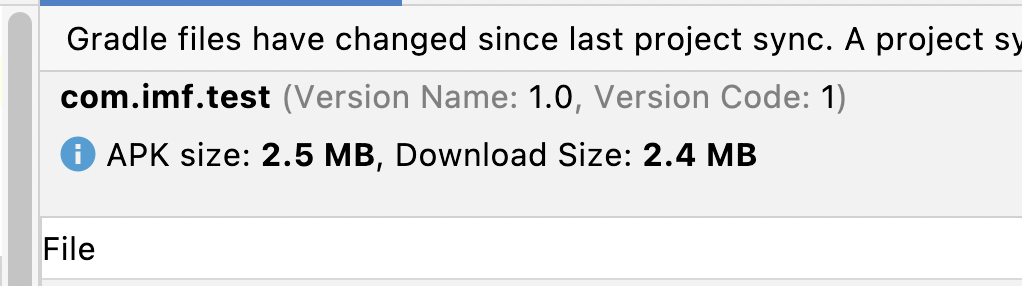 Gradle files have changed since last project sync. A project sy
com.imf.test (Version Name: 1.0, Version Code: 1)
APK size: 2.5 MB, Download Size: 2.4 MB
File